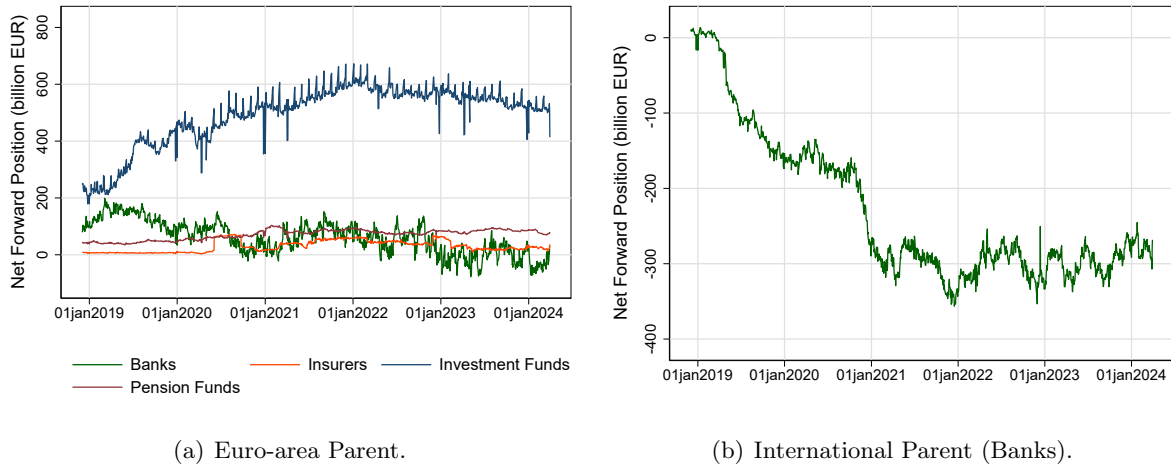 Net Forward Position (billion EUR)
800
600
400
200
0
01jan2019 01jan2020 01jan2021 01jan2022 01jan2023 01jan2024
Banks Insurers Investment Funds
Pension Funds
(a) Euro-area Parent.
Net Forward Position (billion EUR)
0
-100
-200
-300
-400
01jan2019 01jan2020 01jan2021 01jan2022 01jan2023 01jan2024
(b) International Parent (Banks).